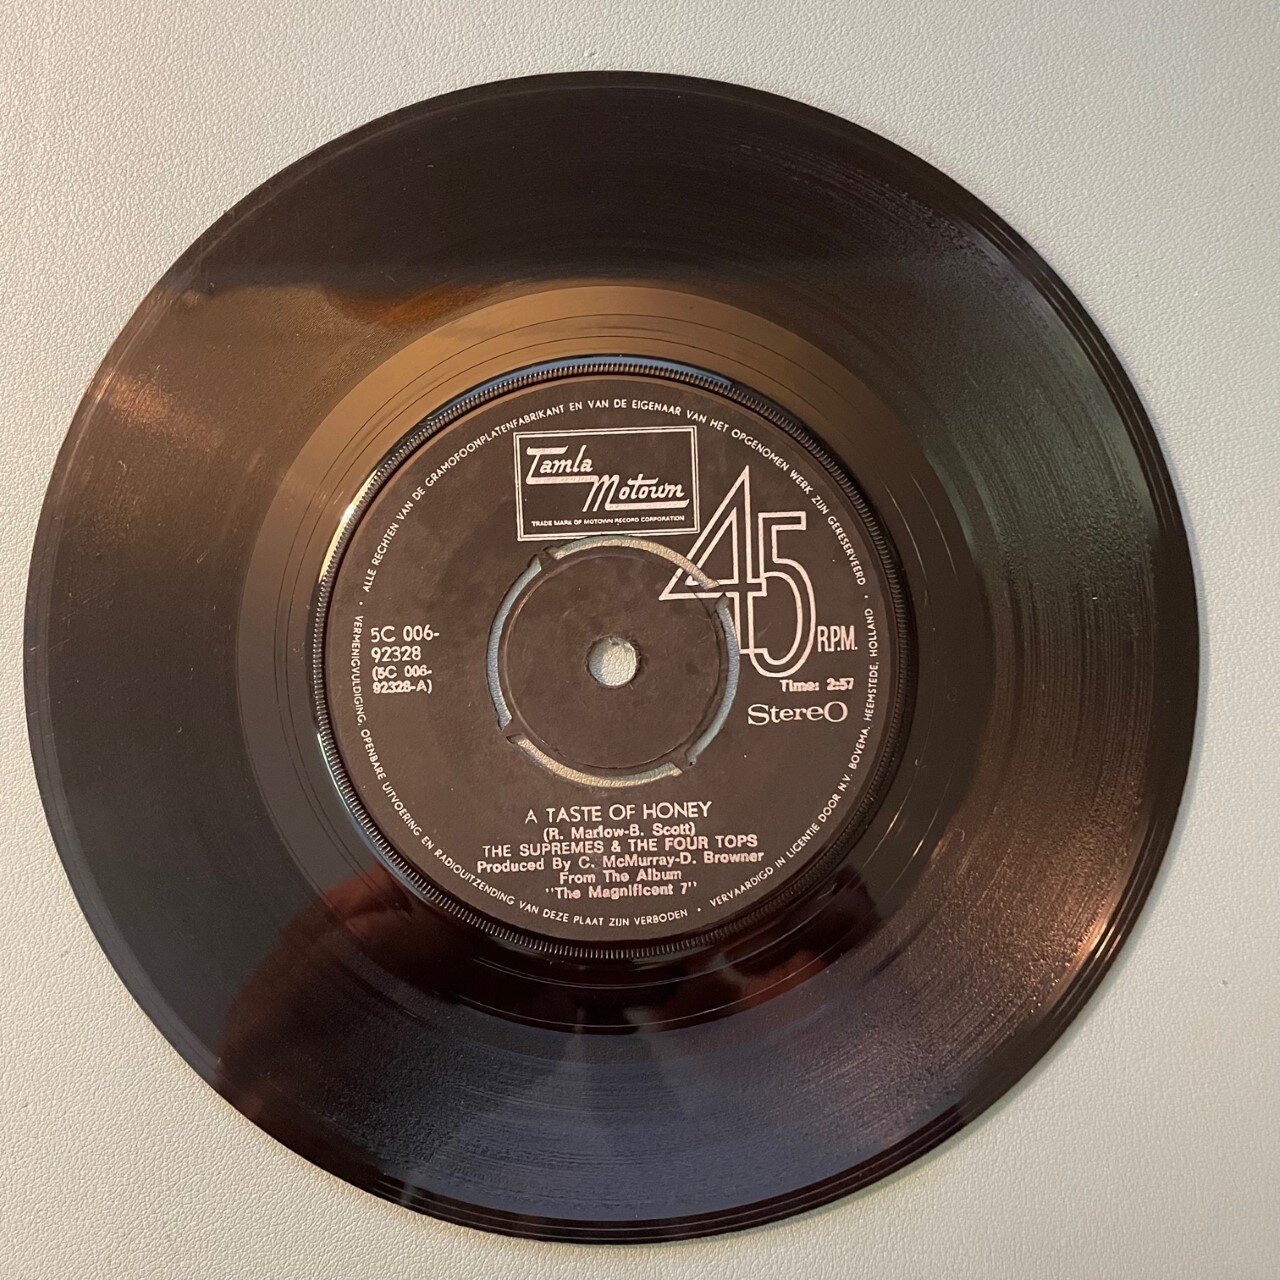 ALLE RECHTEN VAN DE GRAMOFOONPLATENFABRIKANT EN VAN DE EIGENAAR VAN HET OPGENOMEN WERK ZIJN GERESERVEERD •
Tamla
Motown
TRADE MARK OF MOTOWN RECORD CORPORATION
45
R.P.M.
5C 006-
92328
(5C 006-
92328-A)
Time: 2:57
StereO
A TASTE OF HONEY
(R. Marlow-B. Scott)
THE SUPREMES & THE FOUR TOPS
Produced By C. McMurray-D. Browner
From The Album
"The Magnificent 7"
VERMENIGVULDIGING, OPENBARE UITVOERING EN RADIOUITZENDING VAN DEZE PLAAT ZIJN VERBODEN • VERVAARDIGD IN LICENTIE DOOR N.V. BOVEMA, HEEMSTEDE, HOLLAND •